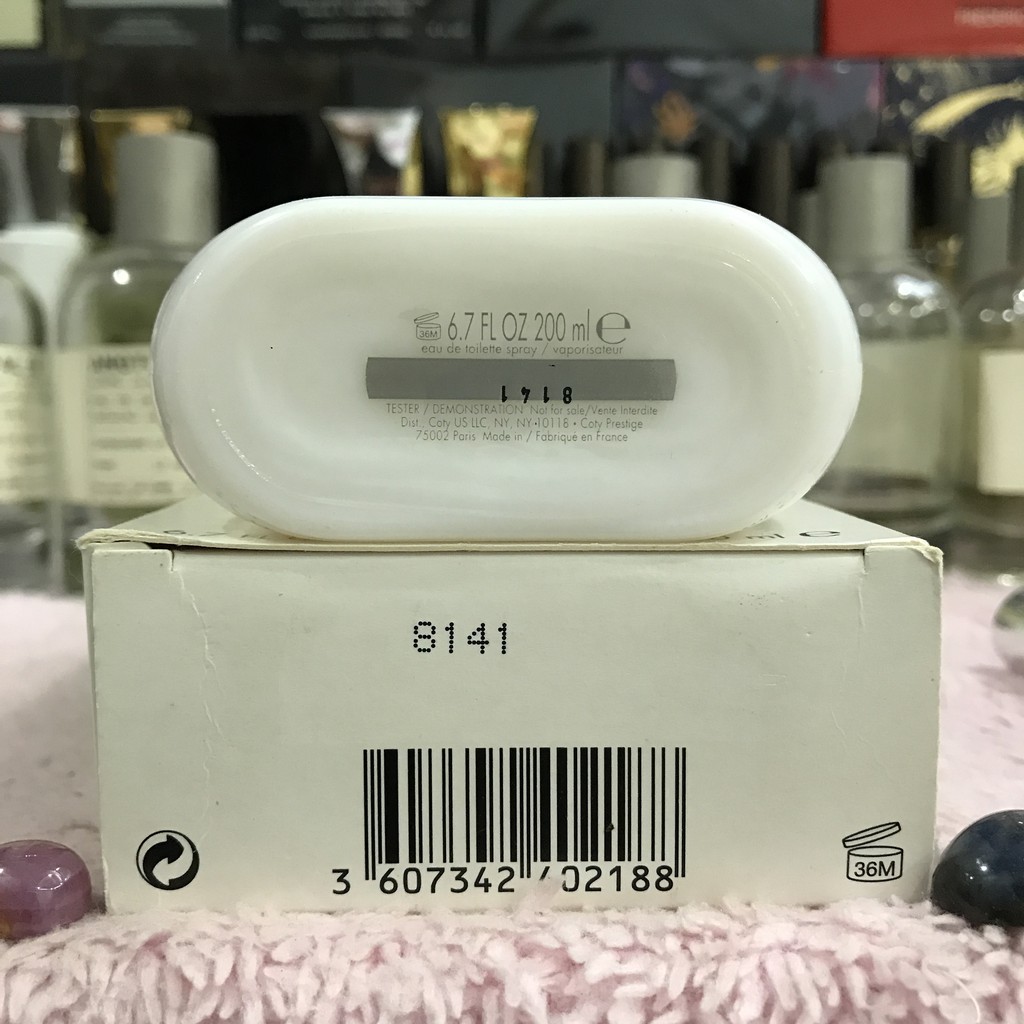 36M 6.7 FL OZ 200 ml e
eau de toilette spray / vaporisateur
8141
TESTER / DEMONSTRATION Not for sale/Vente Interdite
Dist., Coty US LLC, NY, NY•10118 • Coty Prestige
75002 Paris Made in / Fabrique en France
ml e
8141
3 607342 402188
36M